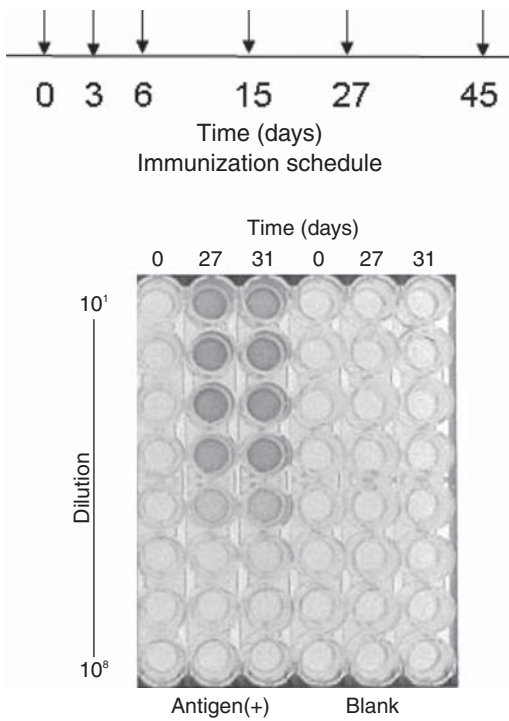 0 3 6 15 27 45
Time (days)
Immunization schedule
Time (days)
0 27 31 0 27 31
10¹
Dilution
10⁸
Antigen(+) Blank